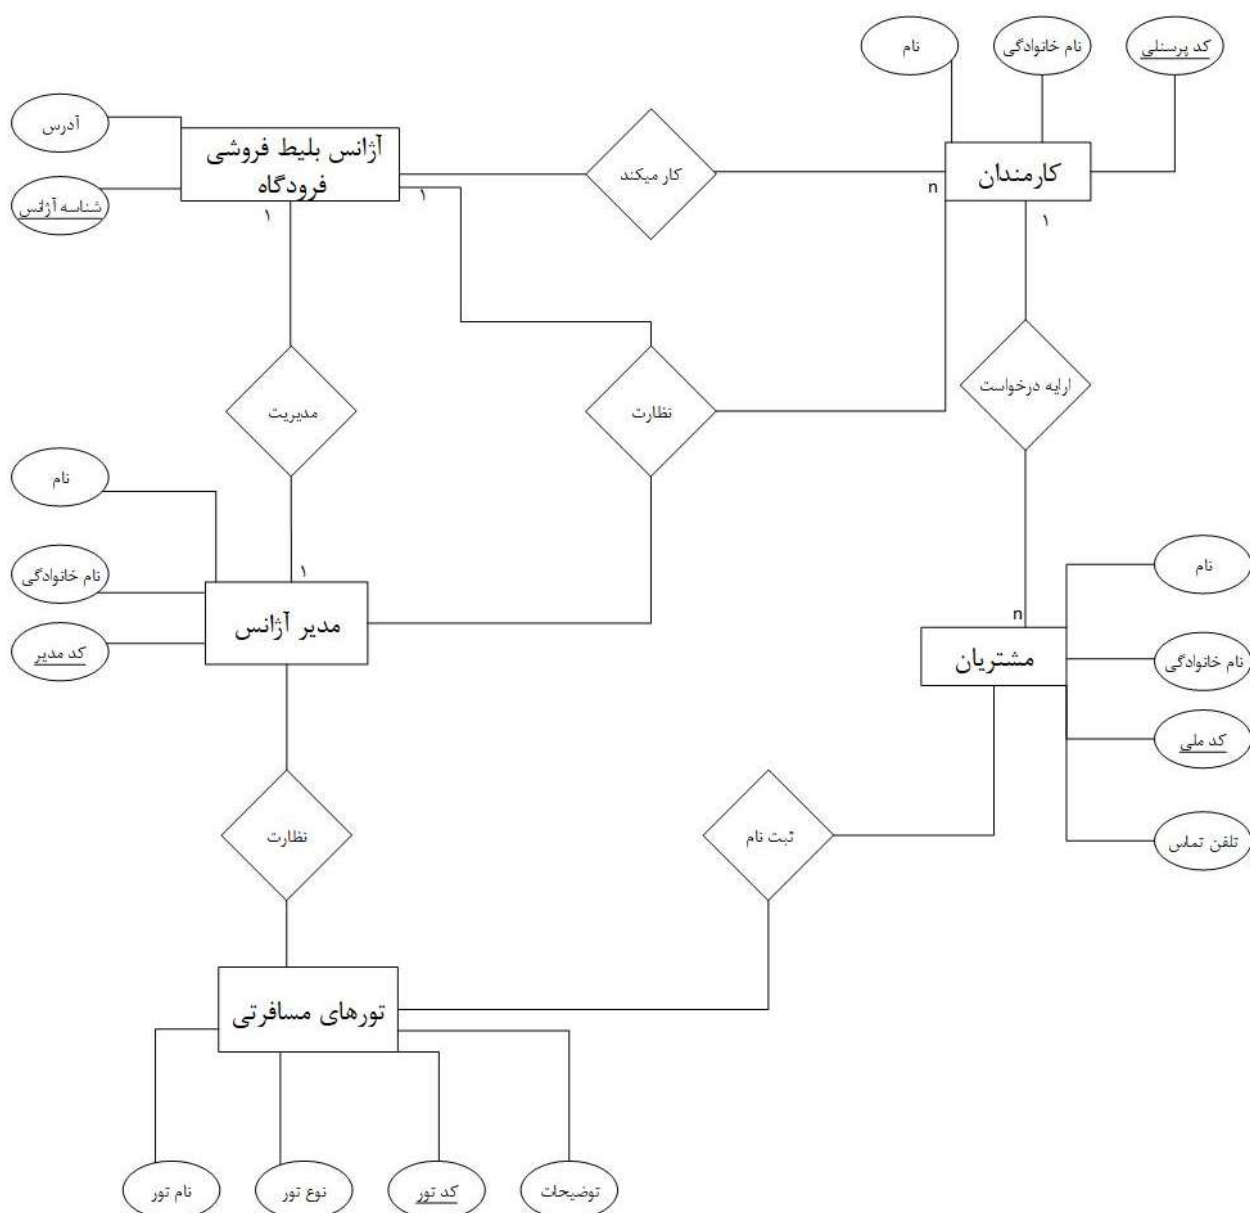 نام
نام خانوادگی
کد پرسنلی
آدرس
آژانس بلیط فروشی
فرودگاه
کار میکند
کارمندان
شناسه آژانس
۱
۱
n
۱
ارایه درخواست
مدیریت
نظارت
نام
نام خانوادگی
کد مدیر
۱
مدیر آژانس
n
مشتریان
نام
نام خانوادگی
کد ملی
تلفن تماس
نظارت
ثبت نام
تورهای مسافرتی
نام تور
نوع تور
کد تور
توضیحات